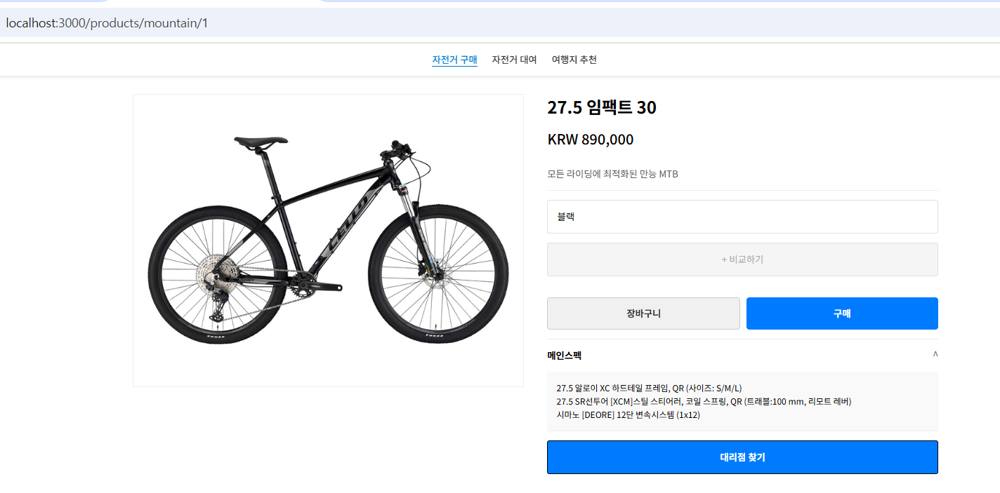 localhost:3000/products/mountain/1
자전거 구매 자전거 대여 여행지 추천
27.5 임팩트 30
KRW 890,000
모든 라이딩에 최적화된 만능 MTB
블랙
+ 비교하기
장바구니 구매
메인스펙 ^
27.5 알로이 XC 하드테일 프레임, QR (사이즈: S/M/L)
27.5 SR선투어 [XCM]스틸 스티어러, 코일 스프링, QR (트래블:100 mm, 리모트 레버)
시마노 [DEORE] 12단 변속시스템 (1x12)
대리점 찾기
CELLO
KENDA
KENDA